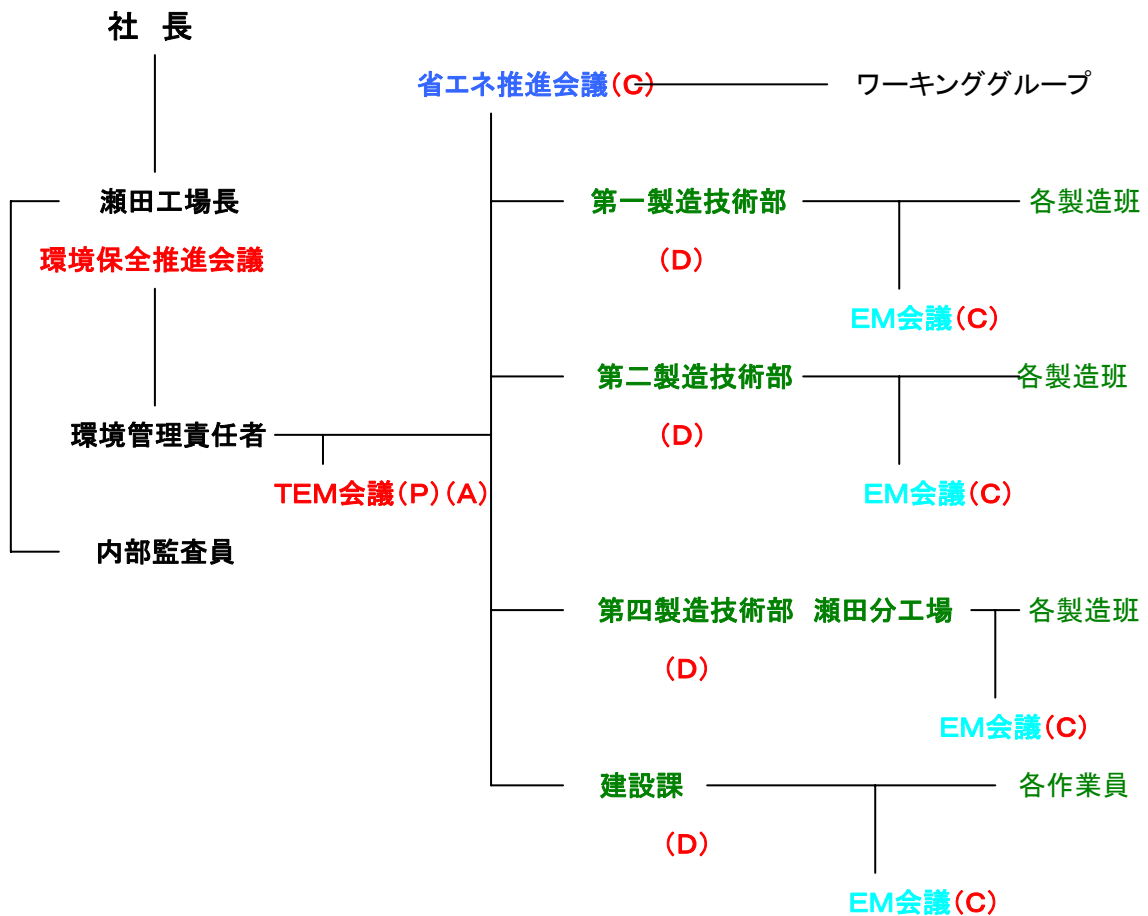 社　長
省エネ推進会議(C)
ワーキンググループ
瀬田工場長
第一製造技術部
各製造班
環境保全推進会議
(D)
EM会議(C)
第二製造技術部
各製造班
環境管理責任者
(D)
TEM会議(P)(A)
EM会議(C)
内部監査員
第四製造技術部　瀬田分工場
各製造班
(D)
EM会議(C)
建設課
各作業員
(D)
EM会議(C)